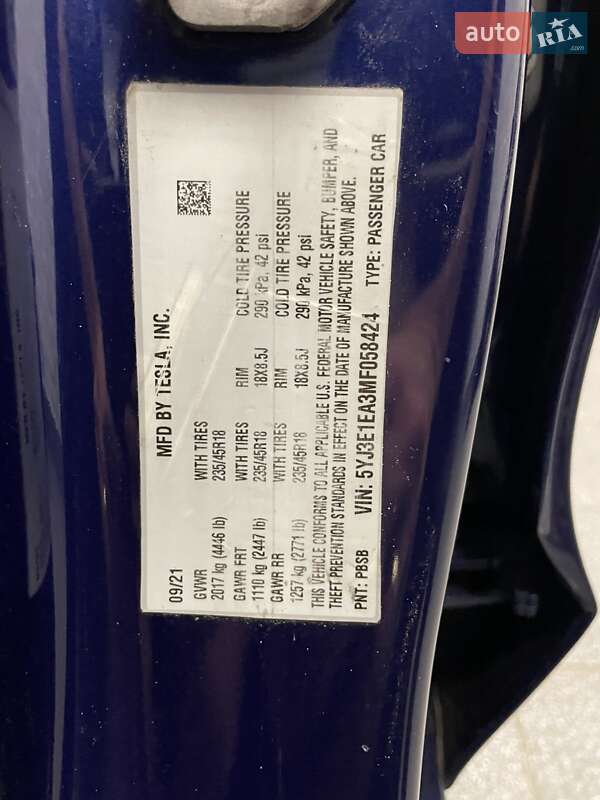 auto RIA.com
09/21 MFD BY TESLA, INC.
GVWR
2017 kg (4446 lb) WITH TIRES 235/45R18
GAWR FRT WITH TIRES RIM COLD TIRE PRESSURE
1110 kg (2447 lb) 235/45R18 18X8.5J 290 kPa, 42 psi
GAWR RR WITH TIRES RIM COLD TIRE PRESSURE
1257 kg (2771 lb) 235/45R18 18X8.5J 290 kPa, 42 psi
THIS VEHICLE CONFORMS TO ALL APPLICABLE U.S. FEDERAL MOTOR VEHICLE SAFETY, BUMPER, AND
THEFT PREVENTION STANDARDS IN EFFECT ON THE DATE OF MANUFACTURE SHOWN ABOVE.
PNT: PBSB VIN: 5YJ3E1EA3MF058424 TYPE: PASSENGER CAR